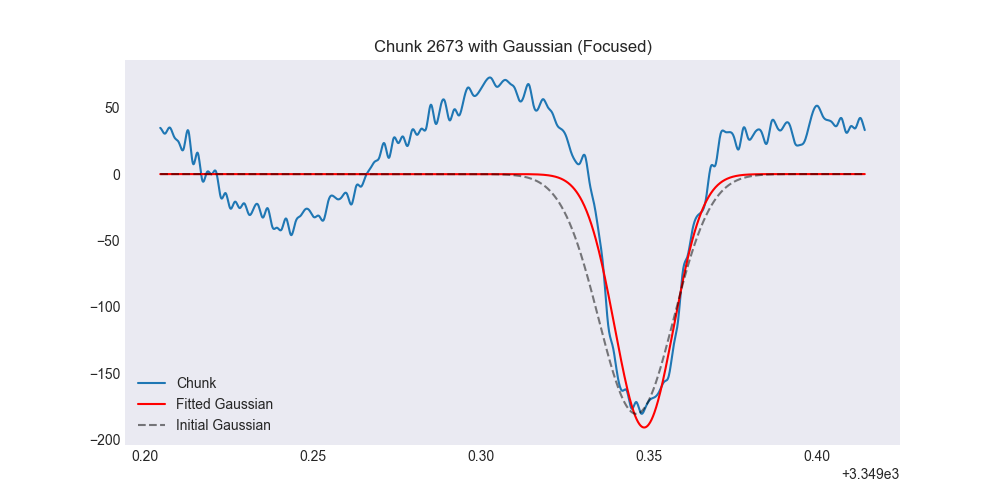 Chunk 2673 with Gaussian (Focused)
50
0
−50
−100
−150
−200
Chunk
Fitted Gaussian
Initial Gaussian
0.20 0.25 0.30 0.35 0.40
+3.349e3